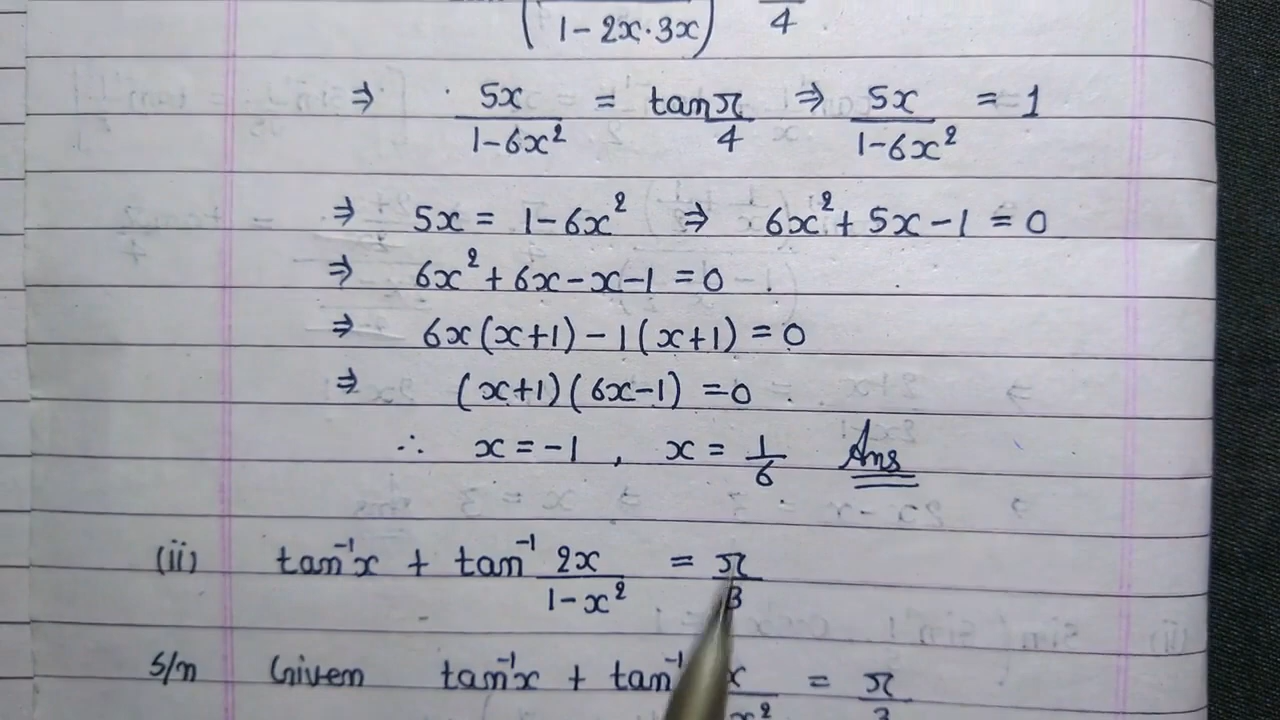 (1-2x·3x) 4
⇒ 5x/(1-6x²) = tan π/4 ⇒ 5x/(1-6x²) = 1
⇒ 5x = 1-6x² ⇒ 6x²+5x-1 = 0
⇒ 6x²+6x-x-1 = 0
⇒ 6x(x+1)-1(x+1) = 0
⇒ (x+1)(6x-1) = 0
∴ x = -1, x = 1/6 Ans
(ii) tan⁻¹x + tan⁻¹ 2x/(1-x²) = π/3
S/n Given tan⁻¹x + tan⁻¹ x/x² = π/3